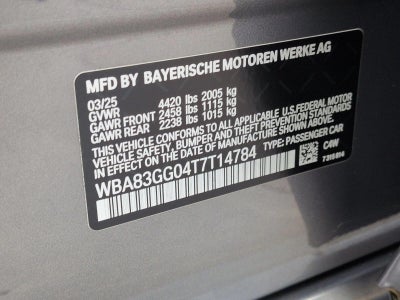 MFD BY BAYERISCHE MOTOREN WERKE AG
03/25
GVWR 4420 lbs 2005 kg
GAWR FRONT 2458 lbs 1115 kg
GAWR REAR 2238 lbs 1015 kg
THIS VEHICLE CONFORMS TO ALL APPLICABLE U.S. FEDERAL MOTOR
VEHICLE SAFETY, BUMPER, AND THEFT PREVENTION STANDARDS
IN EFFECT ON THE DATE OF MANUFACTURE SHOWN ABOVE.
WBA83GG04T7T14784 TYPE: PASSENGER CAR
C4W